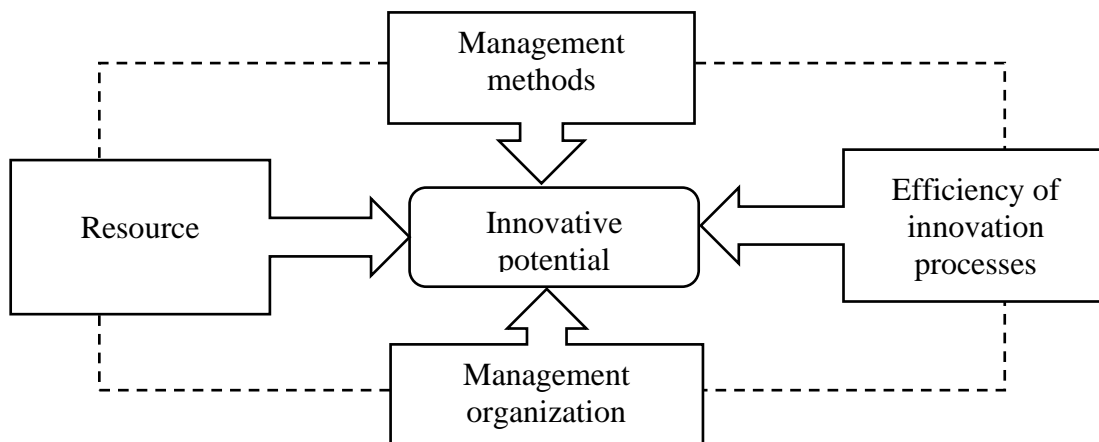 Management
methods
Resource
Innovative
potential
Efficiency of
innovation
processes
Management
organization